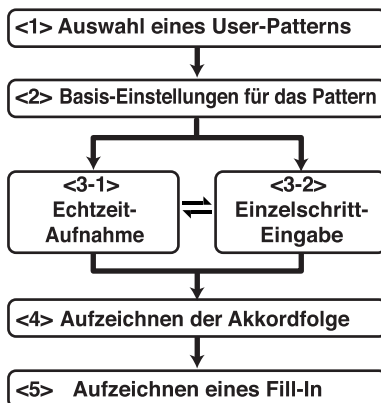 <1> Auswahl eines User-Patterns
<2> Basis-Einstellungen für das Pattern
<3-1>
Echtzeit-
Aufnahme
<3-2>
Einzelschritt-
Eingabe
<4> Aufzeichnen der Akkordfolge
<5> Aufzeichnen eines Fill-In